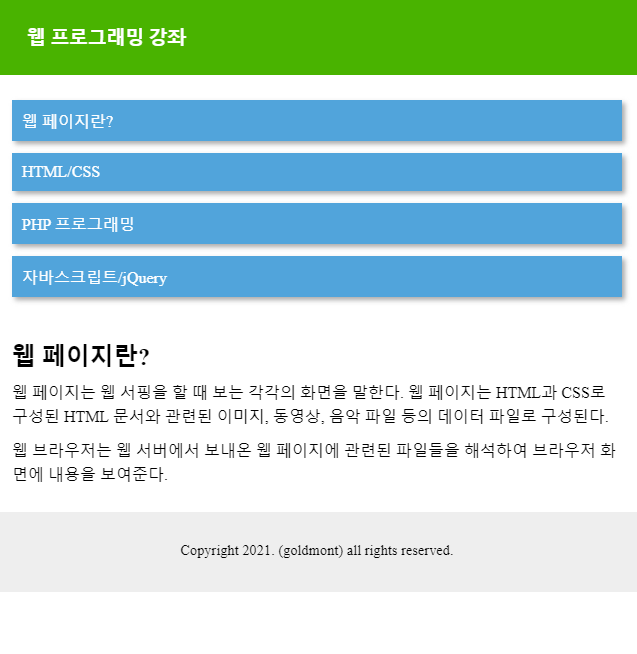 웹 프로그래밍 강좌
웹 페이지란?
HTML/CSS
PHP 프로그래밍
자바스크립트/jQuery
웹 페이지란?
웹 페이지는 웹 서핑을 할 때 보는 각각의 화면을 말한다. 웹 페이지는 HTML과 CSS로
구성된 HTML 문서와 관련된 이미지, 동영상, 음악 파일 등의 데이터 파일로 구성된다.
웹 브라우저는 웹 서버에서 보내온 웹 페이지에 관련된 파일들을 해석하여 브라우저 화
면에 내용을 보여준다.
Copyright 2021. (goldmont) all rights reserved.